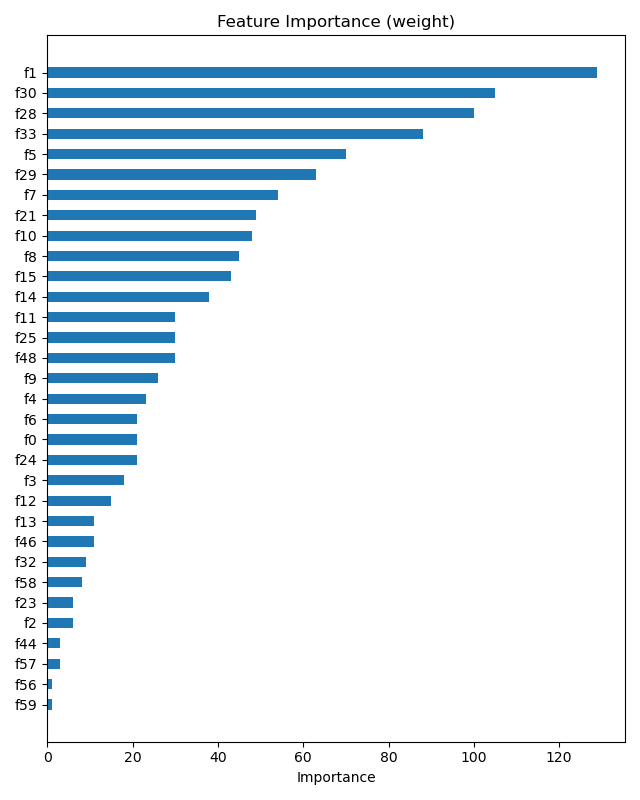 Feature Importance (weight)
f1
f30
f28
f33
f5
f29
f7
f21
f10
f8
f15
f14
f11
f25
f48
f9
f4
f6
f0
f24
f3
f12
f13
f46
f32
f58
f23
f2
f44
f57
f56
f59
0 20 40 60 80 100 120
Importance